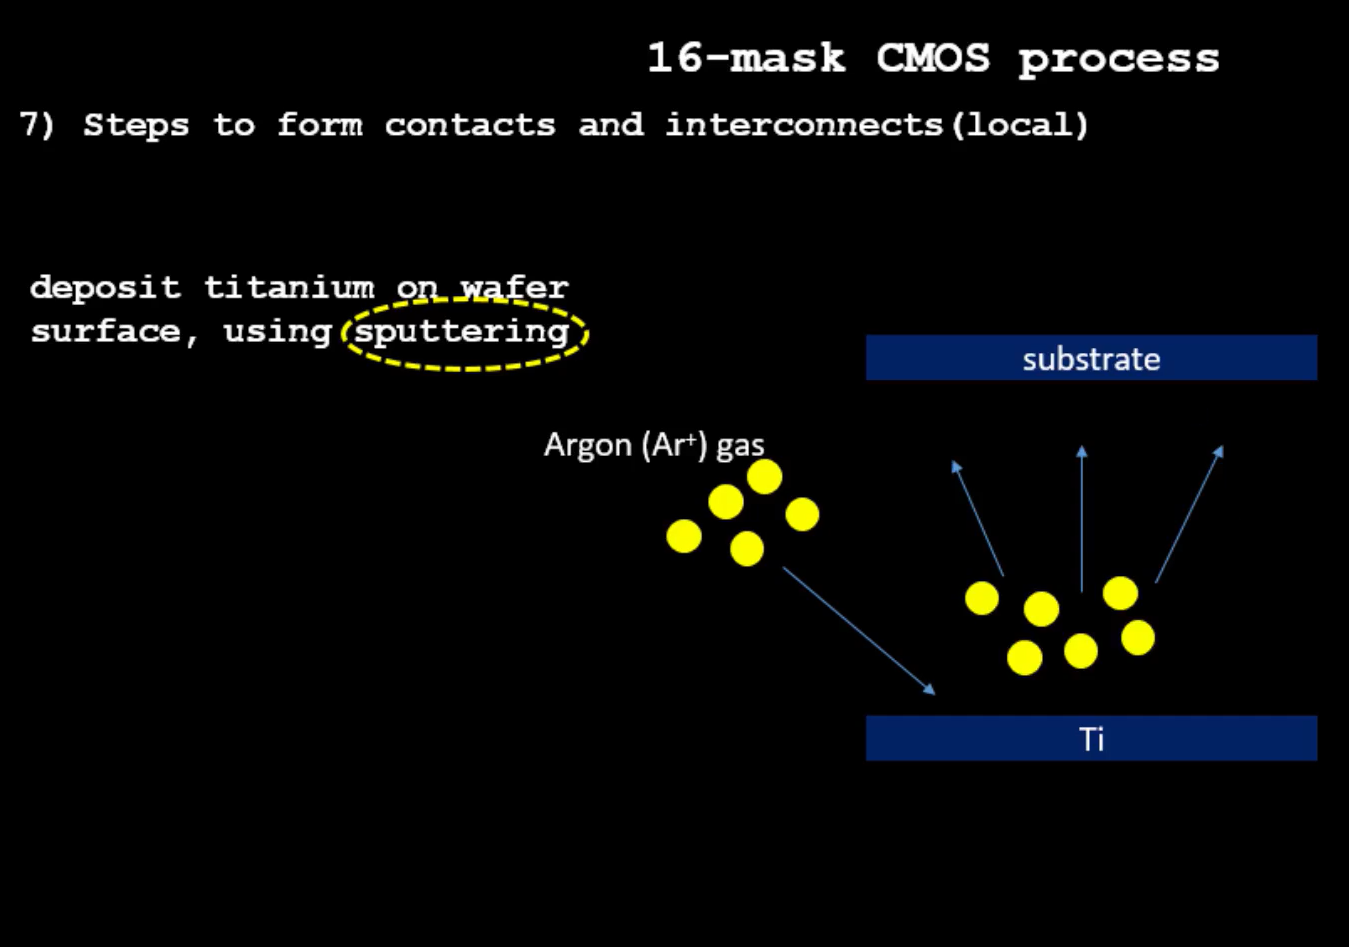 16-mask CMOS process
7) Steps to form contacts and interconnects(local)
deposit titanium on wafer
surface, using sputtering
substrate
Argon (Ar⁺) gas
Ti